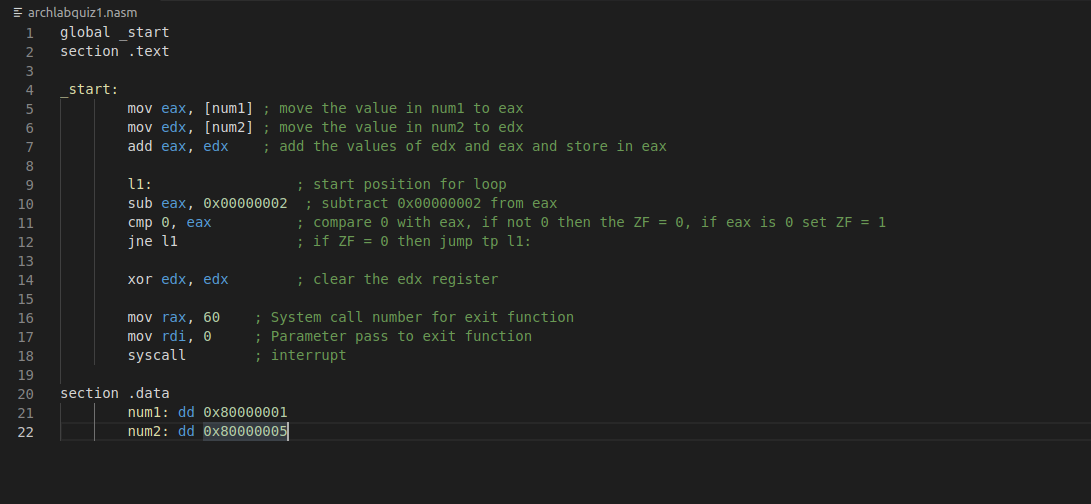 archlabquiz1.nasm
1 global _start
2 section .text
3
4 _start:
5 mov eax, [num1] ; move the value in num1 to eax
6 mov edx, [num2] ; move the value in num2 to edx
7 add eax, edx ; add the values of edx and eax and store in eax
8
9 l1: ; start position for loop
10 sub eax, 0x00000002 ; subtract 0x00000002 from eax
11 cmp 0, eax ; compare 0 with eax, if not 0 then the ZF = 0, if eax is 0 set ZF = 1
12 jne l1 ; if ZF = 0 then jump tp l1:
13
14 xor edx, edx ; clear the edx register
15
16 mov rax, 60 ; System call number for exit function
17 mov rdi, 0 ; Parameter pass to exit function
18 syscall ; interrupt
19
20 section .data
21 num1: dd 0x80000001
22 num2: dd 0x80000005